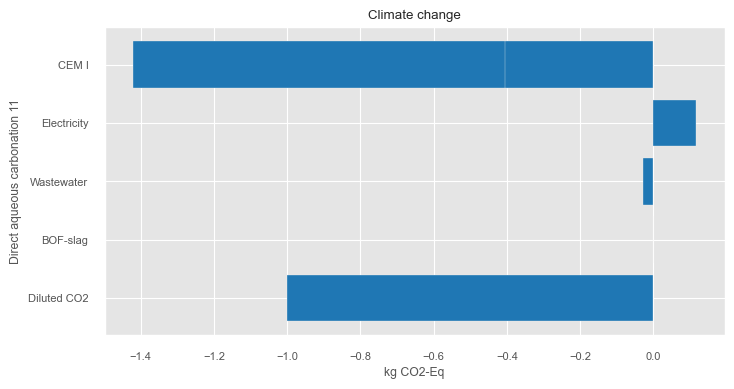 Climate change
Direct aqueous carbonation 11
CEM I
Electricity
Wastewater
BOF-slag
Diluted CO2
−1.4 −1.2 −1.0 −0.8 −0.6 −0.4 −0.2 0.0
kg CO2-Eq